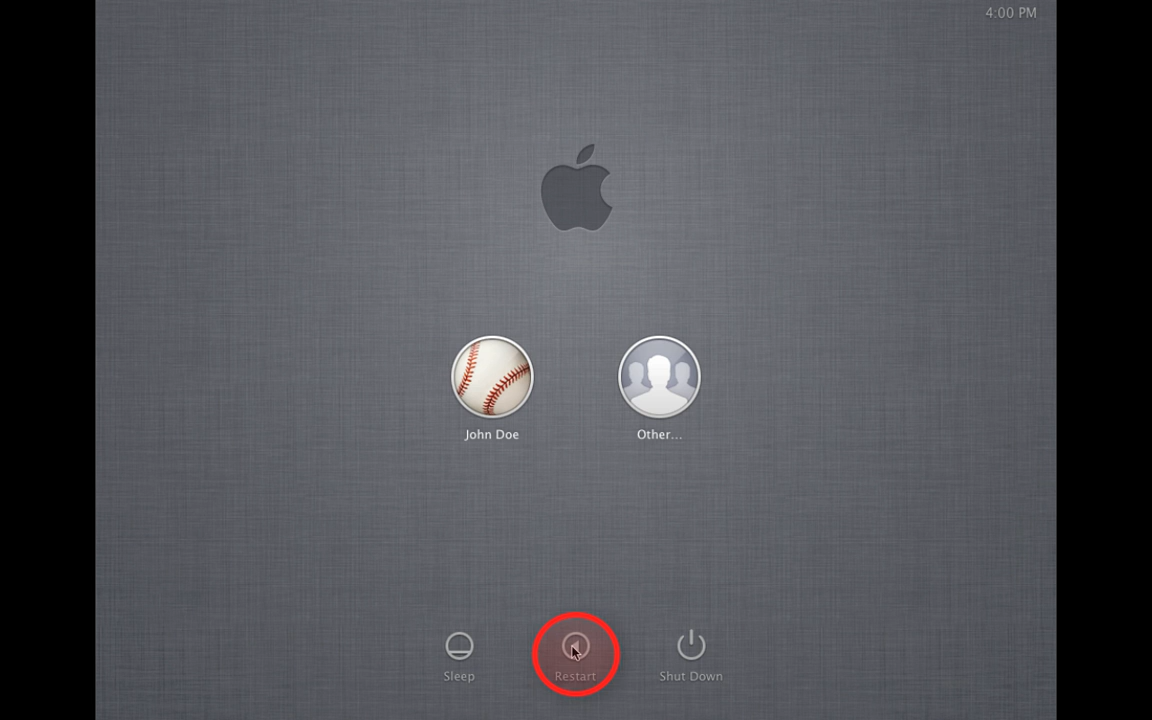 4:00 PM
John Doe
Other...
Sleep
Restart
Shut Down